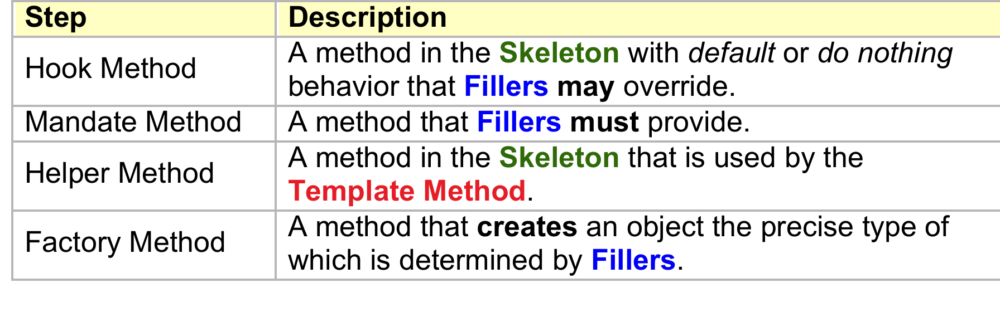 Step
Description
Hook Method
A method in the Skeleton with default or do nothing
behavior that Fillers may override.
Mandate Method
A method that Fillers must provide.
Helper Method
A method in the Skeleton that is used by the
Template Method.
Factory Method
A method that creates an object the precise type of
which is determined by Fillers.